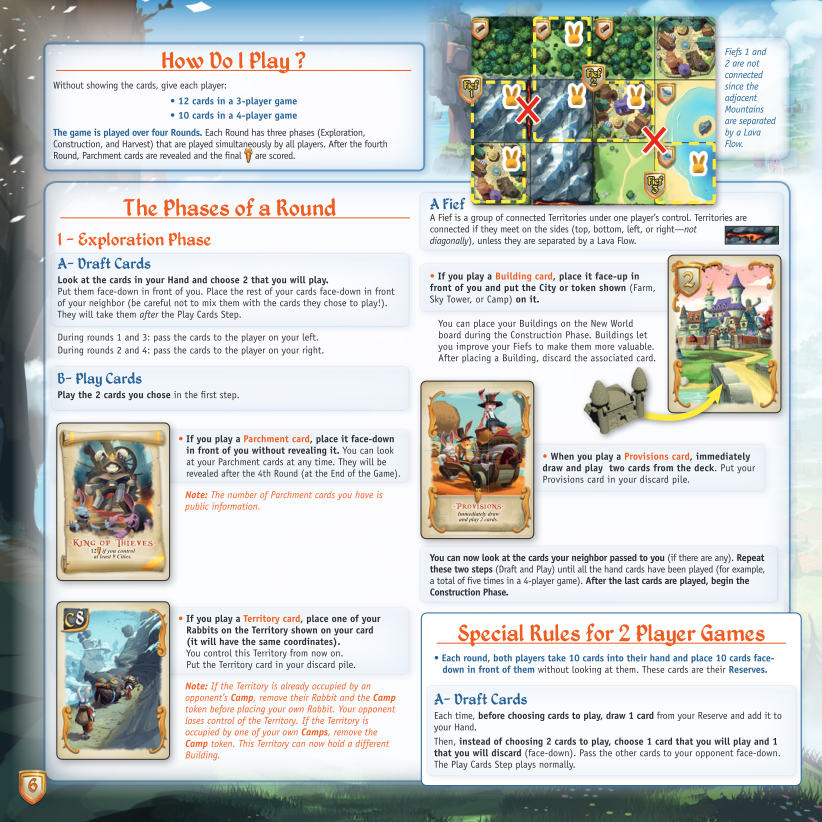 How Do I Play ?
Without showing the cards, give each player:
• 12 cards in a 3-player game
• 10 cards in a 4-player game
The game is played over four Rounds. Each Round has three phases (Exploration,
Construction, and Harvest) that are played simultaneously by all players. After the fourth
Round, Parchment cards are revealed and the final are scored.
Fief 1
Fief 2
Fief 3
Fiefs 1 and
2 are not
connected
since the
adjacent
Mountains
are separated
by a Lava
Flow.
The Phases of a Round
1 - Exploration Phase
A- Draft Cards
Look at the cards in your Hand and choose 2 that you will play.
Put them face-down in front of you. Place the rest of your cards face-down in front
of your neighbor (be careful not to mix them with the cards they chose to play!).
They will take them after the Play Cards Step.
During rounds 1 and 3: pass the cards to the player on your left.
During rounds 2 and 4: pass the cards to the player on your right.
B- Play Cards
Play the 2 cards you chose in the first step.
KING OF THIEVES
12 if you control
at least 9 Cities.
• If you play a Parchment card, place it face-down
in front of you without revealing it. You can look
at your Parchment cards at any time. They will be
revealed after the 4th Round (at the End of the Game).
Note: The number of Parchment cards you have is
public information.
C8
• If you play a Territory card, place one of your
Rabbits on the Territory shown on your card
(it will have the same coordinates).
You control this Territory from now on.
Put the Territory card in your discard pile.
Note: If the Territory is already occupied by an
opponent's Camp, remove their Rabbit and the Camp
token before placing your own Rabbit. Your opponent
loses control of the Territory. If the Territory is
occupied by one of your own Camps, remove the
Camp token. This Territory can now hold a different
Building.
A Fief
A Fief is a group of connected Territories under one player's control. Territories are
connected if they meet on the sides (top, bottom, left, or right—not
diagonally), unless they are separated by a Lava Flow.
• If you play a Building card, place it face-up in
front of you and put the City or token shown (Farm,
Sky Tower, or Camp) on it.
You can place your Buildings on the New World
board during the Construction Phase. Buildings let
you improve your Fiefs to make them more valuable.
After placing a Building, discard the associated card.
2
PROVISIONS
Immediately draw
and play 2 cards.
• When you play a Provisions card, immediately
draw and play two cards from the deck. Put your
Provisions card in your discard pile.
You can now look at the cards your neighbor passed to you (if there are any). Repeat
these two steps (Draft and Play) until all the hand cards have been played (for example,
a total of five times in a 4-player game). After the last cards are played, begin the
Construction Phase.
Special Rules for 2 Player Games
• Each round, both players take 10 cards into their hand and place 10 cards face-
down in front of them without looking at them. These cards are their Reserves.
A- Draft Cards
Each time, before choosing cards to play, draw 1 card from your Reserve and add it to
your Hand.
Then, instead of choosing 2 cards to play, choose 1 card that you will play and 1
that you will discard (face-down). Pass the other cards to your opponent face-down.
The Play Cards Step plays normally.
6